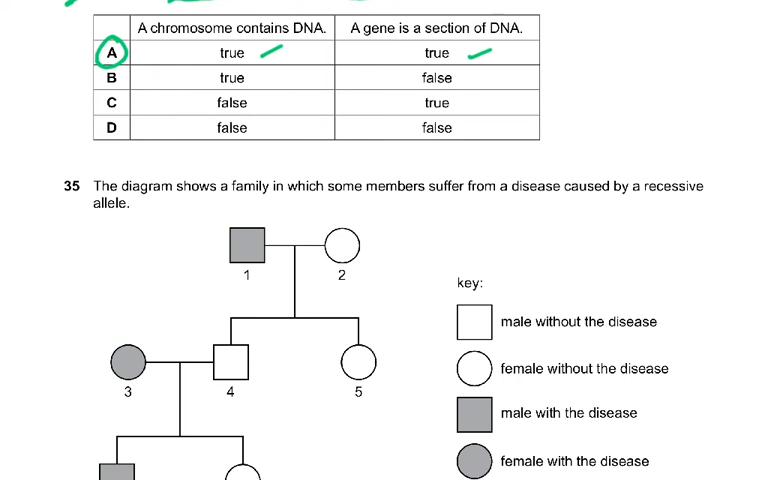 A chromosome contains DNA. A gene is a section of DNA.
A true true
B true false
C false true
D false false
35 The diagram shows a family in which some members suffer from a disease caused by a recessive
allele.
1 2
key:
male without the disease
female without the disease
3 4 5
male with the disease
female with the disease